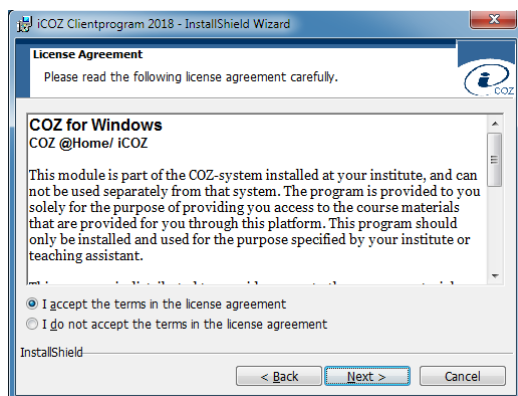 iCOZ Clientprogram 2018 - InstallShield Wizard
License Agreement
Please read the following license agreement carefully.
i
COZ
COZ for Windows
COZ @Home/ iCOZ
This module is part of the COZ-system installed at your institute, and can
not be used separately from that system. The program is provided to you
solely for the purpose of providing you access to the course materials
that are provided for you through this platform. This program should
only be installed and used for the purpose specified by your institute or
teaching assistant.
I accept the terms in the license agreement
I do not accept the terms in the license agreement
InstallShield
< Back Next > Cancel